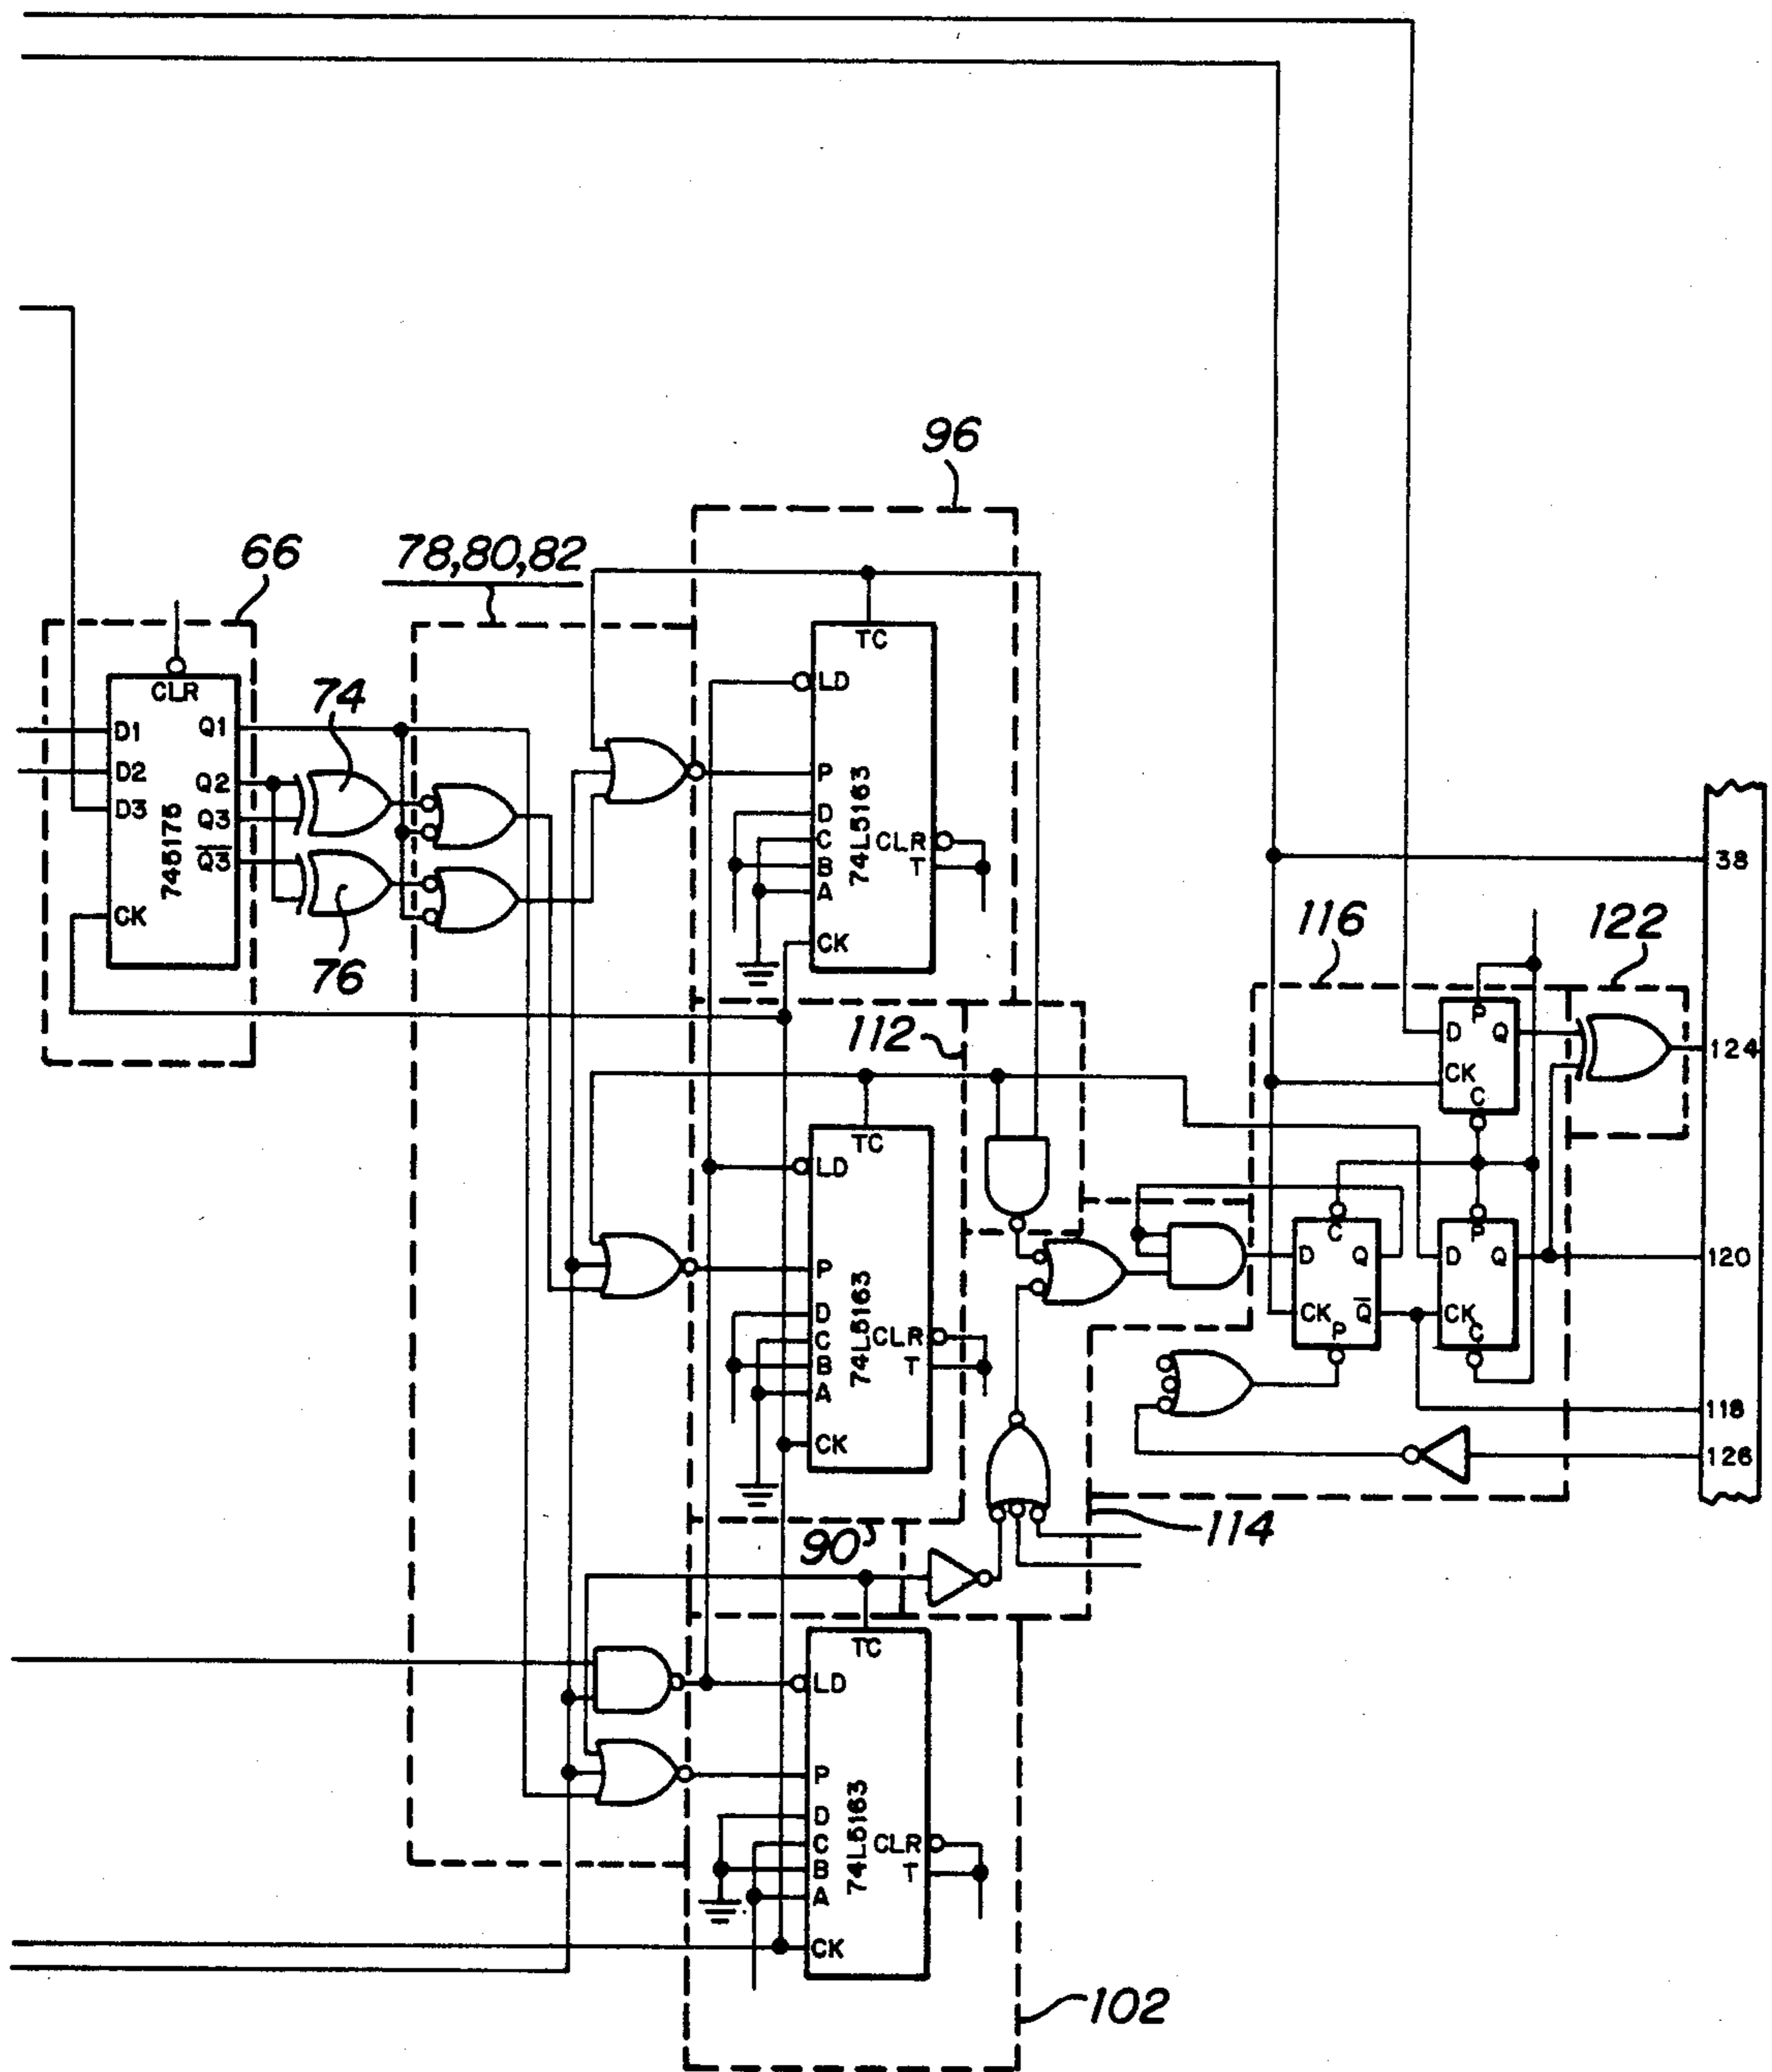 96
66
78,80,82
TC
CLR
LD
74
D1
Q1
D2
Q2
P
D3
Q3
D
Q3
C
CLR
B
T
A
74S175
74LS163
CK
CK
76
38
116
122
P
D
Q
124
112
CK
C
TC
LD
C
P
D
Q
D
Q
120
P
CK
Q
CK
D
P
C
C
CLR
B
T
A
74LS163
118
CK
126
90
114
TC
LD
P
D
C
CLR
B
T
A
74LS163
CK
102